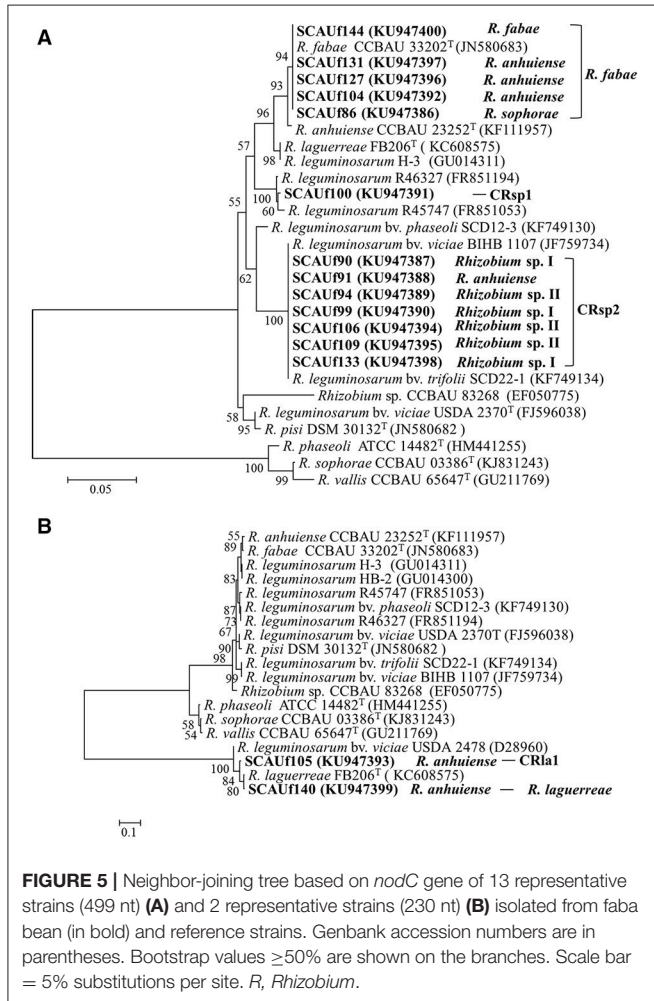 A
SCAUf144 (KU947400) R. fabae
R. fabae CCBAU 33202T (JN580683)
SCAUf131 (KU947397) R. anhuiense
SCAUf127 (KU947396) R. anhuiense
SCAUf104 (KU947392) R. anhuiense
SCAUf86 (KU947386) R. sophorae
R. fabae
R. anhuiense CCBAU 23252T (KF111957)
R. laguerreae FB206T ( KC608575)
R. leguminosarum H-3 (GU014311)
R. leguminosarum R46327 (FR851194)
SCAUf100 (KU947391) — CRsp1
R. leguminosarum R45747 (FR851053)
R. leguminosarum bv. phaseoli SCD12-3 (KF749130)
R. leguminosarum bv. viciae BIHB 1107 (JF759734)
SCAUf90 (KU947387) Rhizobium sp. I
SCAUf91 (KU947388) R. anhuiense
SCAUf94 (KU947389) Rhizobium sp. II
SCAUf99 (KU947390) Rhizobium sp. I
SCAUf106 (KU947394) Rhizobium sp. II
SCAUf109 (KU947395) Rhizobium sp. II
SCAUf133 (KU947398) Rhizobium sp. I
CRsp2
R. leguminosarum bv. trifolii SCD22-1 (KF749134)
Rhizobium sp. CCBAU 83268 (EF050775)
R. leguminosarum bv. viciae USDA 2370T (FJ596038)
R. pisi DSM 30132T (JN580682 )
R. phaseoli ATCC 14482T (HM441255)
R. sophorae CCBAU 03386T (KJ831243)
R. vallis CCBAU 65647T (GU211769)
94
93
96
57
98
55
100
60
62
100
58
95
100
99
0.05
B
R. anhuiense CCBAU 23252T (KF111957)
R. fabae CCBAU 33202T (JN580683)
R. leguminosarum H-3 (GU014311)
R. leguminosarum HB-2 (GU014300)
R. leguminosarum R45747 (FR851053)
R. leguminosarum bv. phaseoli SCD12-3 (KF749130)
R. leguminosarum R46327 (FR851194)
R. leguminosarum bv. viciae USDA 2370T (FJ596038)
R. pisi DSM 30132T (JN580682 )
R. leguminosarum bv. trifolii SCD22-1 (KF749134)
R. leguminosarum bv. viciae BIHB 1107 (JF759734)
Rhizobium sp. CCBAU 83268 (EF050775)
R. phaseoli ATCC 14482T (HM441255)
R. sophorae CCBAU 03386T (KJ831243)
R. vallis CCBAU 65647T (GU211769)
R. leguminosarum bv. viciae USDA 2478 (D28960)
SCAUf105 (KU947393) R. anhuiense — CRla1
R. laguerreae FB206T ( KC608575)
SCAUf140 (KU947399) R. anhuiense — R. laguerreae
55
89
83
87
73
67
90
98
99
58
54
100
84
80
0.1
FIGURE 5 | Neighbor-joining tree based on nodC gene of 13 representative
strains (499 nt) (A) and 2 representative strains (230 nt) (B) isolated from faba
bean (in bold) and reference strains. Genbank accession numbers are in
parentheses. Bootstrap values ≥50% are shown on the branches. Scale bar
= 5% substitutions per site. R, Rhizobium.